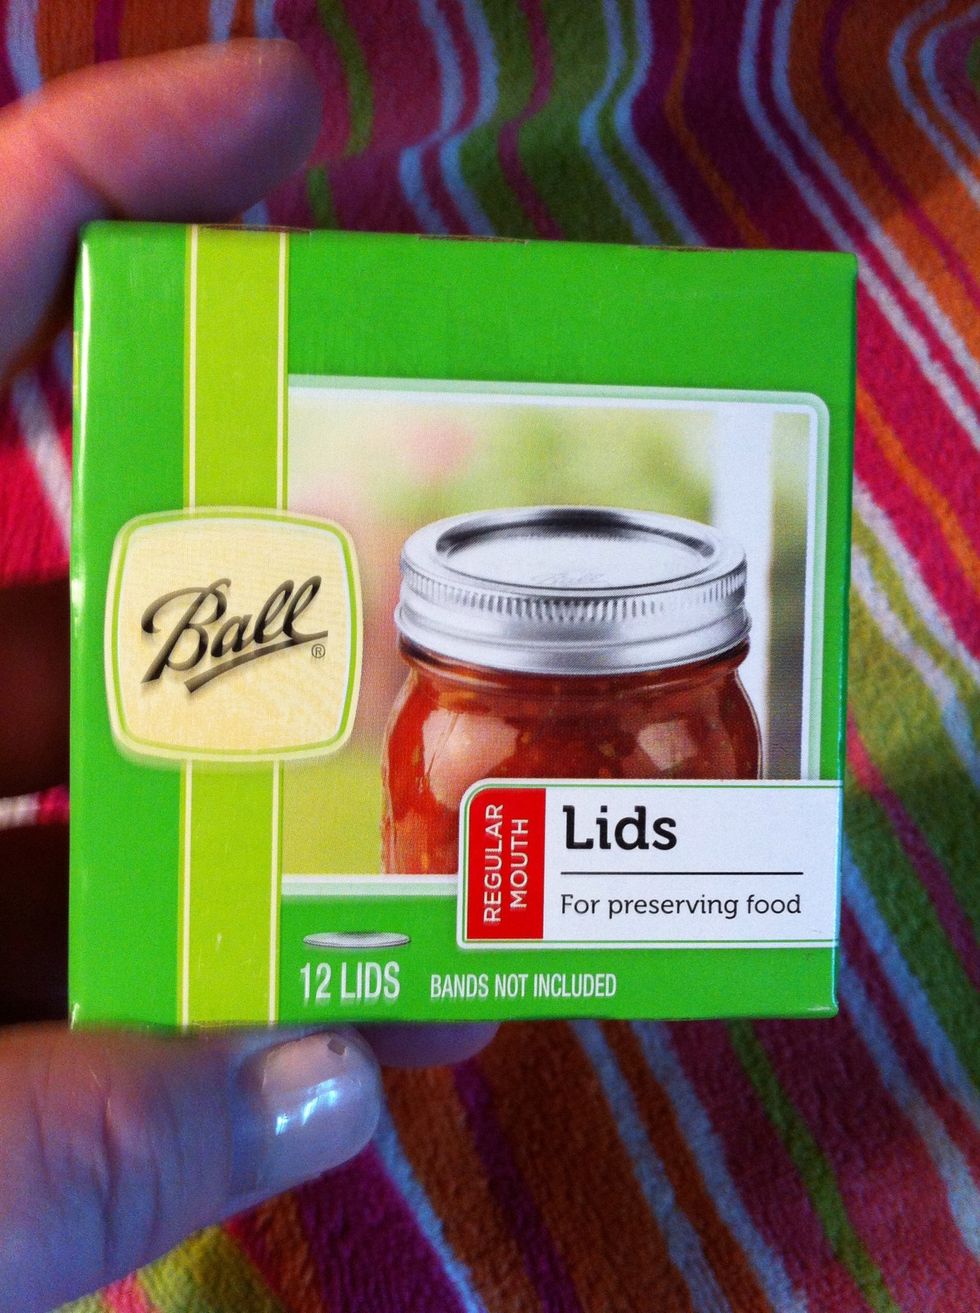 Ball®
REGULAR
MOUTH
Lids
For preserving food
12 LIDS BANDS NOT INCLUDED